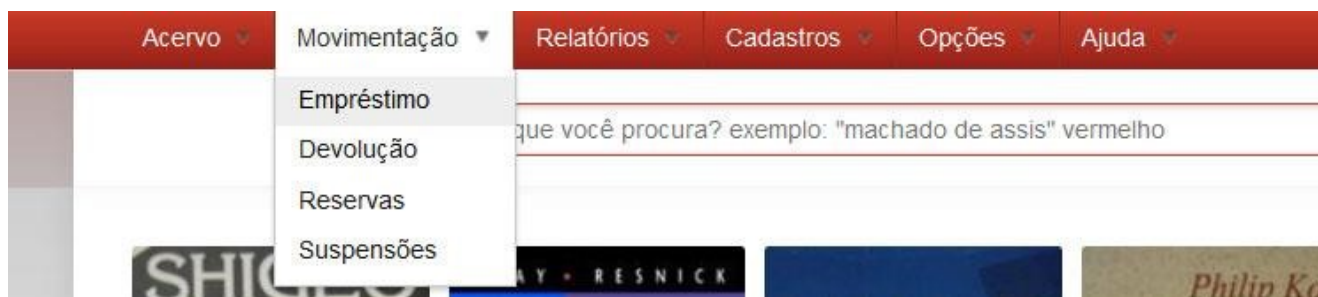 Acervo Movimentação Relatórios Cadastros Opções Ajuda
Empréstimo
que você procura? exemplo: "machado de assis" vermelho
Devolução
Reservas
Suspensões
AY • RESNICK
Philip